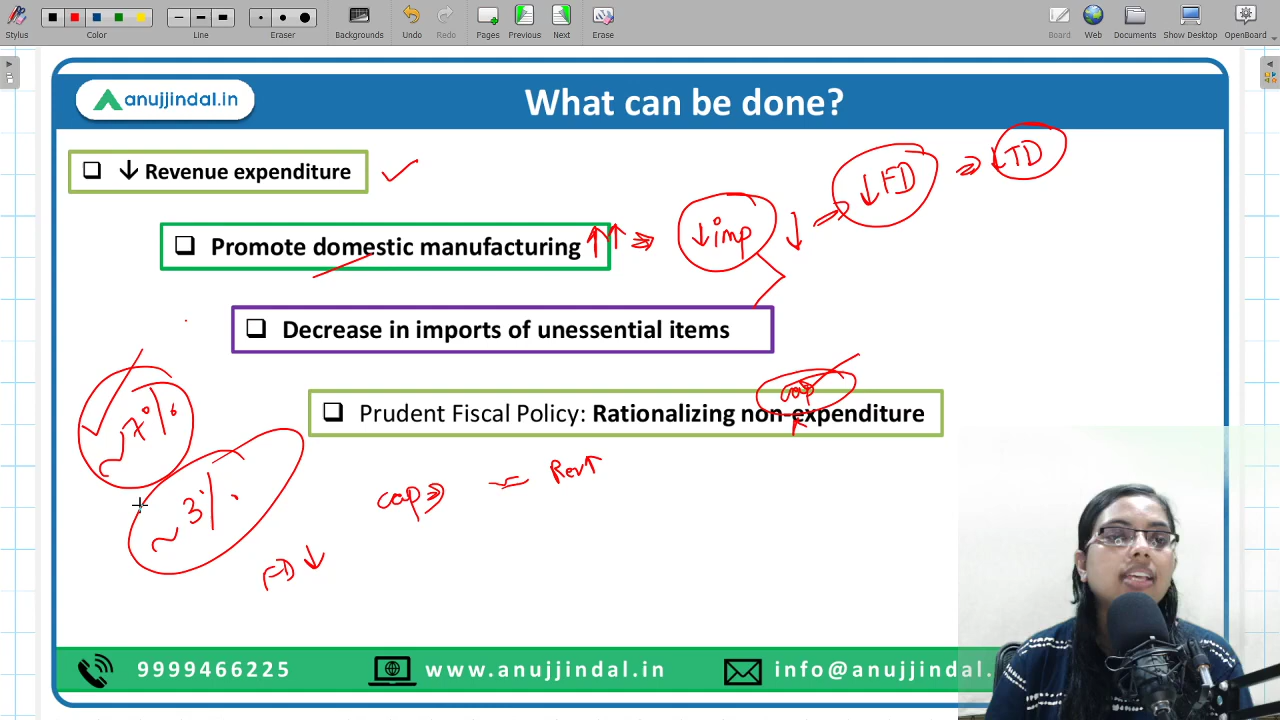 Stylus
Color
Line
Eraser
Backgrounds
Undo
Redo
Pages
Previous
Next
Erase
Board
Web
Documents
Show Desktop
OpenBoard
anujjindal.in
What can be done?
↓ Revenue expenditure
↓ FD
↓ TD
Promote domestic manufacturing
↓ imp ↓
Decrease in imports of unessential items
cap
Prudent Fiscal Policy: Rationalizing non-expenditure
~7%
~3%
cap
Rev↑
FD ↓
9999466225
www.anujjindal.in
info@anujjindal.